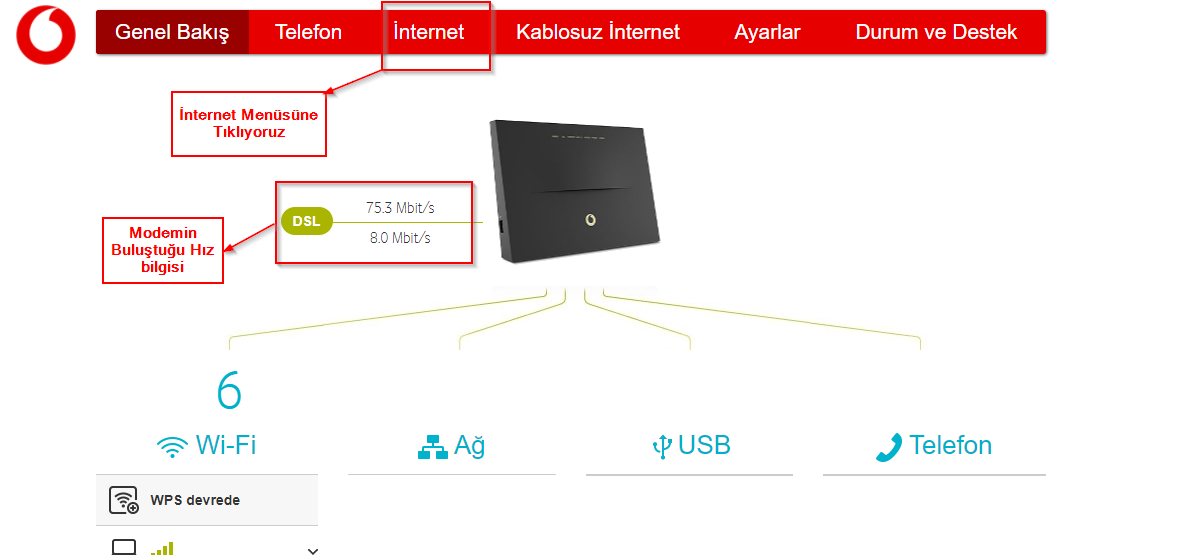 Genel Bakış Telefon İnternet Kablosuz İnternet Ayarlar Durum ve Destek
İnternet Menüsüne
Tıklıyoruz
DSL
75.3 Mbit/s
8.0 Mbit/s
Modemin
Buluştuğu Hız
bilgisi
6
Wi-Fi
Ağ
USB
Telefon
WPS devrede